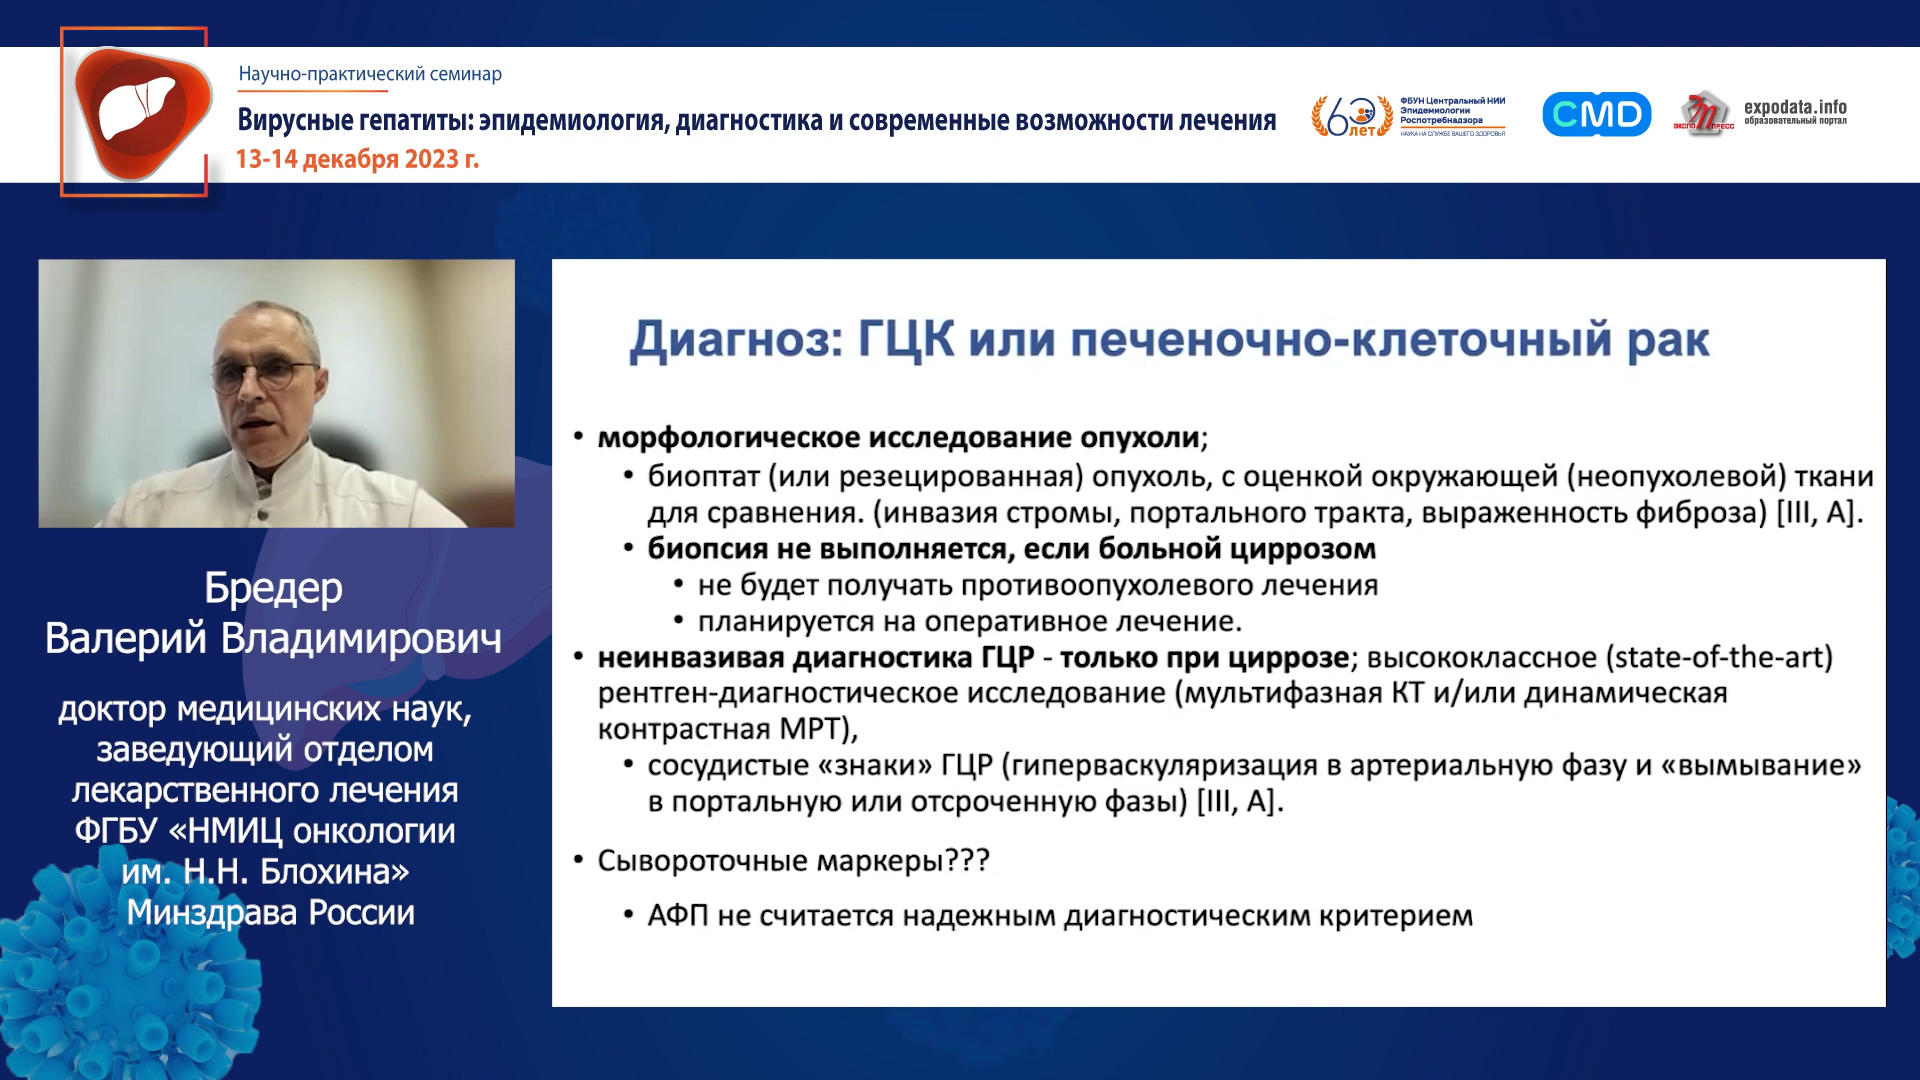 Научно-практический семинар
Вирусные гепатиты: эпидемиология, диагностика и современные возможности лечения
13-14 декабря 2023 г.
60 лет
ФБУН Центральный НИИ
Эпидемиологии
Роспотребнадзора
НАУКА НА СЛУЖБЕ ВАШЕГО ЗДОРОВЬЯ
CMD
ЭКСПО ПРЕСС
expodata.info
образовательный портал
Бредер
Валерий Владимирович
доктор медицинских наук,
заведующий отделом
лекарственного лечения
ФГБУ «НМИЦ онкологии
им. Н.Н. Блохина»
Минздрава России
Диагноз: ГЦК или печеночно-клеточный рак
• морфологическое исследование опухоли;
• биоптат (или резецированная) опухоль, с оценкой окружающей (неопухолевой) ткани
для сравнения. (инвазия стромы, портального тракта, выраженность фиброза) [III, A].
• биопсия не выполняется, если больной циррозом
• не будет получать противоопухолевого лечения
• планируется на оперативное лечение.
• неинвазивая диагностика ГЦР - только при циррозе; высококлассное (state-of-the-art)
рентген-диагностическое исследование (мультифазная КТ и/или динамическая
контрастная МРТ),
• сосудистые «знаки» ГЦР (гиперваскуляризация в артериальную фазу и «вымывание»
в портальную или отсроченную фазы) [III, A].
• Сывороточные маркеры???
• АФП не считается надежным диагностическим критерием